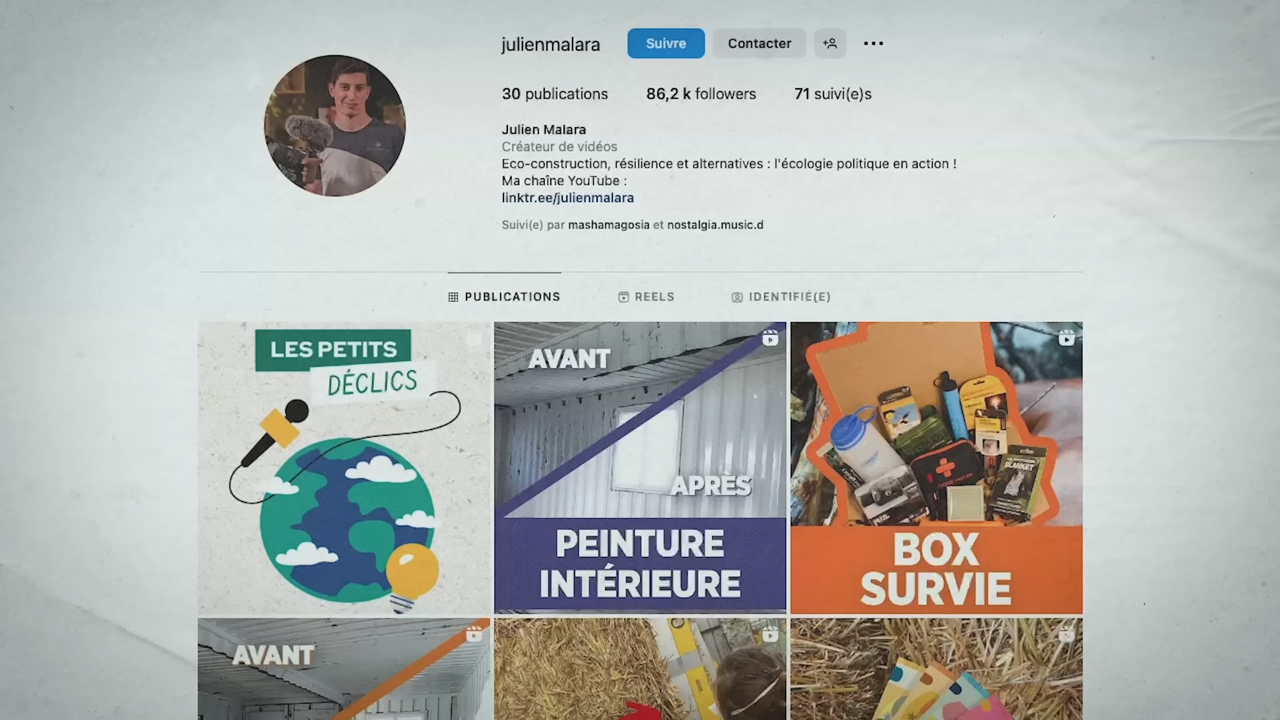 julienmalara
Suivre
Contacter
30 publications
86,2 k followers
71 suivi(e)s
Julien Malara
Créateur de vidéos
Eco-construction, résilience et alternatives : l'écologie politique en action !
Ma chaîne YouTube :
linktr.ee/julienmalara
Suivi(e) par mashamagosia et nostalgia.music.d
PUBLICATIONS
REELS
IDENTIFIÉ(E)
LES PETITS
DÉCLICS
AVANT
APRÈS
PEINTURE
INTÉRIEURE
BLANKET
PETZL
BOX
SURVIE
AVANT